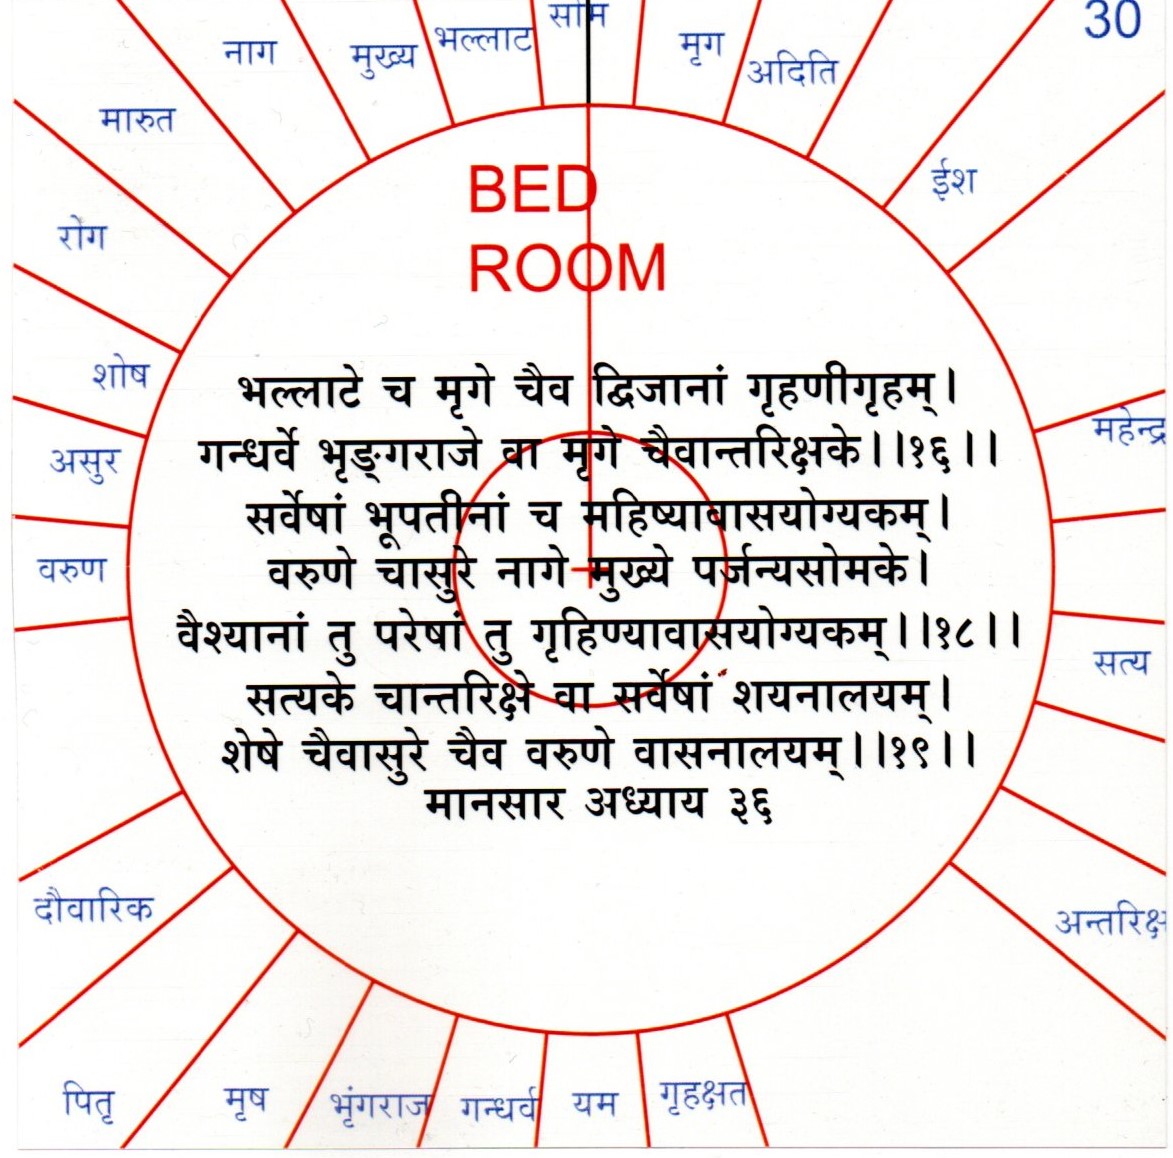 30
सोम
भल्लाट
मृग
नाग
मुख्य
अदिति
मारुत
ईश
रोग
BED
ROOM
शोष
महेन्द्र
असुर
वरुण
सत्य
भल्लाटे च मृगे चैव द्विजानां गृहणीगृहम्।
गन्धर्वे भृङ्गराजे वा मृगे चैवान्तरिक्षके।।१६।।
सर्वेषां भूपतीनां च महिष्यावासयोग्यकम्।
वरुणे चासुरे नागे मुख्ये पर्जन्यसोमके।
वैश्यानां तु परेषां तु गृहिण्यावासयोग्यकम्।।१८।।
सत्यके चान्तरिक्षे वा सर्वेषां शयनालयम्।
शेषे चैवासुरे चैव वरुणे वासनालयम्।।१९।।
मानसार अध्याय ३६
दौवारिक
अन्तरिक्ष
पितृ
मृष
भृंगराज
गन्धर्व
यम
गृहक्षत